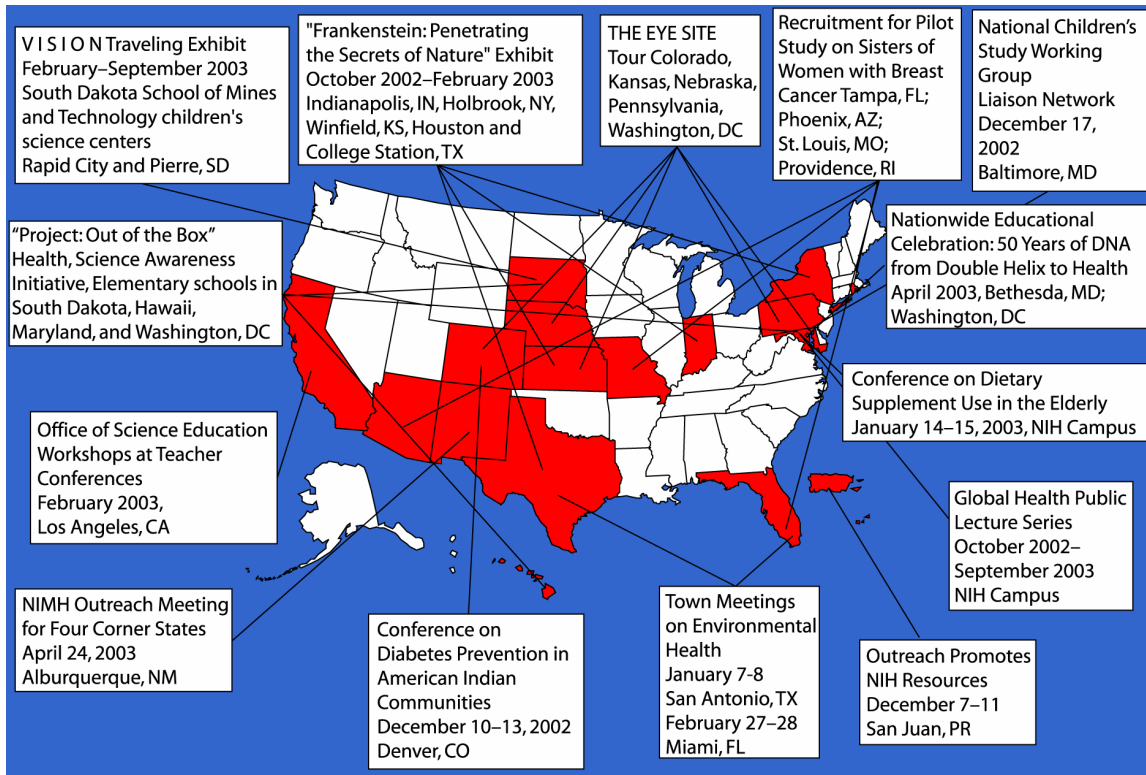 V I S I O N Traveling Exhibit
February–September 2003
South Dakota School of Mines
and Technology children's
science centers
Rapid City and Pierre, SD
"Frankenstein: Penetrating
the Secrets of Nature" Exhibit
October 2002–February 2003
Indianapolis, IN, Holbrook, NY,
Winfield, KS, Houston and
College Station, TX
THE EYE SITE
Tour Colorado,
Kansas, Nebraska,
Pennsylvania,
Washington, DC
Recruitment for Pilot
Study on Sisters of
Women with Breast
Cancer Tampa, FL;
Phoenix, AZ;
St. Louis, MO;
Providence, RI
National Children's
Study Working
Group
Liaison Network
December 17,
2002
Baltimore, MD
“Project: Out of the Box”
Health, Science Awareness
Initiative, Elementary schools in
South Dakota, Hawaii,
Maryland, and Washington, DC
Nationwide Educational
Celebration: 50 Years of DNA
from Double Helix to Health
April 2003, Bethesda, MD;
Washington, DC
Conference on Dietary
Supplement Use in the Elderly
January 14–15, 2003, NIH Campus
Office of Science Education
Workshops at Teacher
Conferences
February 2003,
Los Angeles, CA
Global Health Public
Lecture Series
October 2002–
September 2003
NIH Campus
NIMH Outreach Meeting
for Four Corner States
April 24, 2003
Alburquerque, NM
Conference on
Diabetes Prevention in
American Indian
Communities
December 10–13, 2002
Denver, CO
Town Meetings
on Environmental
Health
January 7-8
San Antonio, TX
February 27–28
Miami, FL
Outreach Promotes
NIH Resources
December 7–11
San Juan, PR